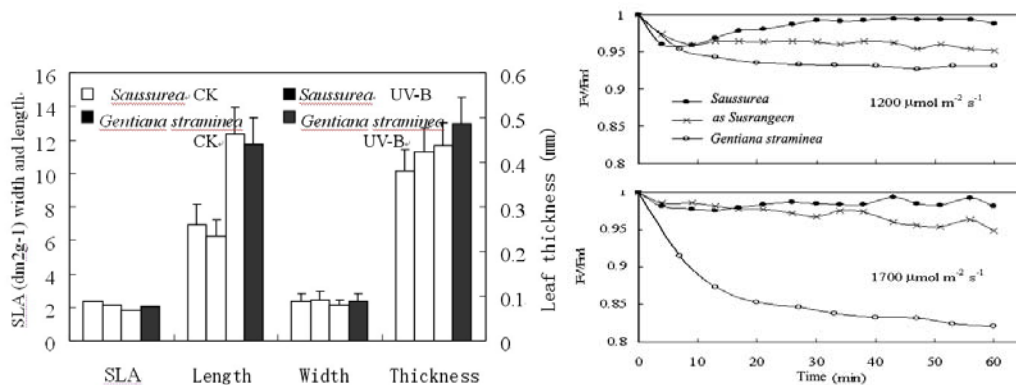 SLA (dm2g-1) width and length.
16
14
12
10
8
6
4
2
0
Saussurea CK
Saussurea UV-B
Gentiana straminea
CK
Gentiana straminea
UV-B
SLA
Length
Width
Thickness
0.6
0.5
0.4
0.3
0.2
0.1
0
Leaf thickness (mm)
1
0.95
0.9
0.85
0.8
Saussurea
as Susrangecn
Gentiana straminea
1200 μmol m-2 s-1
1
0.95
0.9
0.85
0.8
1700 μmol m-2 s-1
0
10
20
30
40
50
60
Time (min)